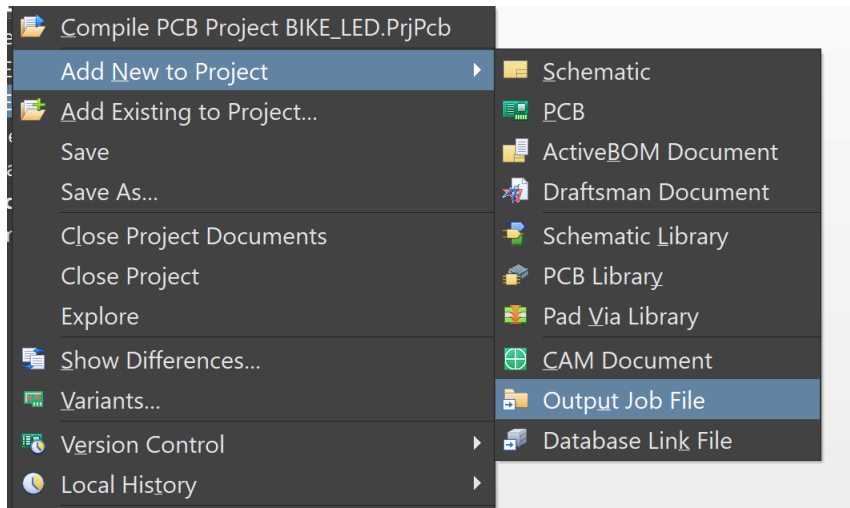 Compile PCB Project BIKE_LED.PrjPcb
Add New to Project
Add Existing to Project...
Save
Save As...
Close Project Documents
Close Project
Explore
Show Differences...
Variants...
Version Control
Local History
Schematic
PCB
ActiveBOM Document
Draftsman Document
Schematic Library
PCB Library
Pad Via Library
CAM Document
Output Job File
Database Link File